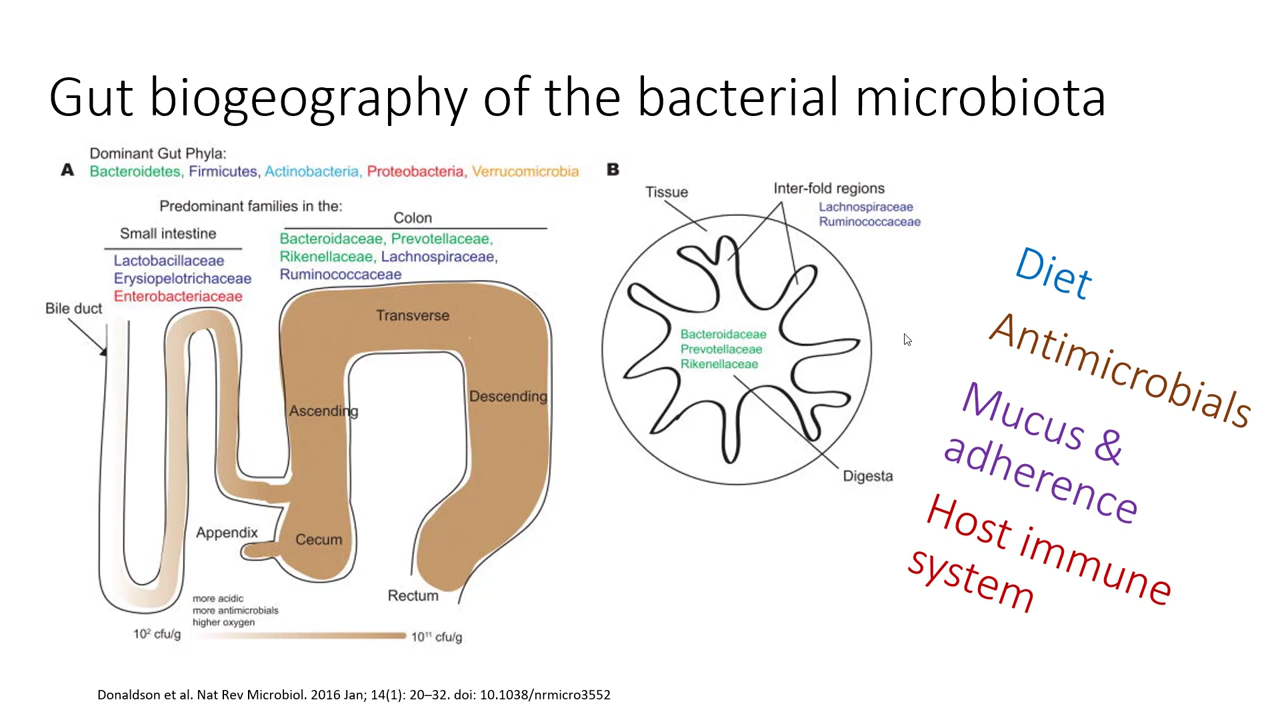 Gut biogeography of the bacterial microbiota
A
Dominant Gut Phyla:
Bacteroidetes, Firmicutes, Actinobacteria, Proteobacteria, Verrucomicrobia
Predominant families in the:
Small intestine
Colon
Lactobacillaceae
Erysiopelotrichaceae
Enterobacteriaceae
Bacteroidaceae, Prevotellaceae,
Rikenellaceae, Lachnospiraceae,
Ruminococcaceae
Bile duct
Transverse
Ascending
Descending
Appendix
Cecum
Rectum
more acidic
more antimicrobials
higher oxygen
10² cfu/g
10¹¹ cfu/g
B
Tissue
Inter-fold regions
Lachnospiraceae
Ruminococcaceae
Bacteroidaceae
Prevotellaceae
Rikenellaceae
Digesta
Diet
Antimicrobials
Mucus &
adherence
Host immune
system
Donaldson et al. Nat Rev Microbiol. 2016 Jan; 14(1): 20–32. doi: 10.1038/nrmicro3552